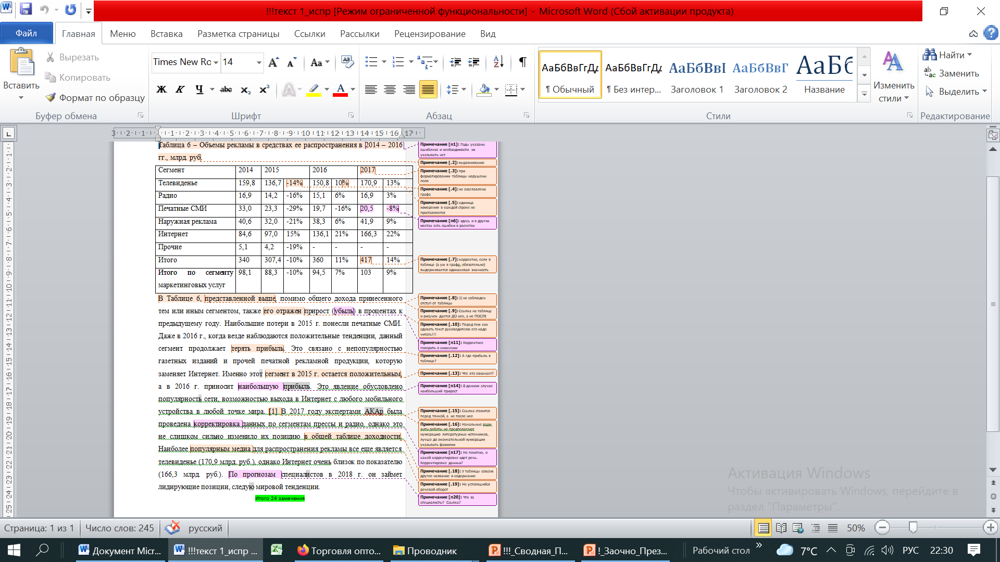 !!!текст 1_испр [Режим ограниченной функциональности] - Microsoft Word (Сбой активации продукта)
Файл Главная Меню Вставка Разметка страницы Ссылки Рассылки Рецензирование Вид
Вставить
Вырезать
Копировать
Формат по образцу
Буфер обмена
Times New Ro 14
Шрифт
Абзац
АаБбВвГгДд АаБбВвГгДд АаБбВвІ АаБбВвГ АаБб
¶ Обычный ¶ Без интер... Заголовок 1 Заголовок 2 Название
Стили
Изменить стили
Найти
Заменить
Выделить
Редактирование
Таблица 6 – Объемы рекламы в средствах ее распространения в 2014 – 2016
гг., млрд. руб.
Сегмент 2014 2015 2016 2017
Телевиденье 159,8 136,7 -14% 150,8 10% 170,9 13%
Радио 16,9 14,2 -16% 15,1 6% 16,9 3%
Печатные СМИ 33,0 23,3 -29% 19,7 -16% 20,5 -8%
Наружная реклама 40,6 32,0 -21% 38,3 6% 41,9 9%
Интернет 84,6 97,0 15% 136,1 21% 166,3 22%
Прочие 5,1 4,2 -19% - - - -
Итого 340 307,4 -10% 360 11% 417 14%
Итого по сегменту маркетинговых услуг 98,1 88,3 -10% 94,5 7% 103 9%
В Таблице 6, представленной выше, помимо общего дохода принесенного
тем или иным сегментом, также его отражен прирост (убыль) в процентах к
предыдущему году. Наибольшие потери в 2015 г. понесли печатные СМИ.
Даже в 2016 г., когда везде наблюдаются положительные тенденции, данный
сегмент продолжает терять прибыль. Это связано с непопулярностью
газетных изданий и прочей печатной рекламной продукции, которую
заменяет Интернет. Именно этот сегмент в 2015 г. остается положительным,
а в 2016 г. приносит наибольшую прибыль. Это явление обусловлено
популярность сети, возможностью выхода в Интернет с любого мобильного
устройства в любой точке мира. [1] В 2017 году экспертами АКАр была
проведена корректировка данных по сегментам прессы и радио, однако это
не слишком сильно изменило их позицию в общей таблице доходности.
Наиболее популярным медиа для распространения рекламы все еще является
телевиденье (170,9 млрд. руб.), однако Интернет очень близок по показателю
(166,3 млрд. руб.). По прогнозам специалистов в 2018 г. он займет
лидирующие позиции, следую мировой тенденции.
Итого 24 замечания
Примечание [п1]: Годы указаны
ошибочно и необходимости их
указывать нет
Примечание [.2]: выравнивание
Примечание [.3]: при
форматировании таблицы нарушены
поля
Примечание [.4]: не озаглавлена
графа
Примечание [.5]: единица
измерения в каждой строке не
проставляется
Примечание [п6]: здесь и в других
местах есть ошибки в расчетах
Примечание [.7]: корректно, если в
таблице (а уж в графе, обязательно)
выдерживается одинаковая значность
Примечание [.8]: 1) не соблюден
отступ от таблицы
Примечание [.9]: Ссылка на таблицу
и рисунок дается ДО нее, а не ПОСЛЕ
Примечание [.10]: Перед тем как
сдавать текст руководителю его надо
читать!!!
Примечание [п11]: Корректнее
говорить о снижении
Примечание [.12]: А где прибыль в
таблице?
Примечание [.13]: Что это означает?
Примечание [п14]: В данном случае
наибольший прирост
Примечание [.15]: Ссылка ставится
перед точкой, а не после нее
Примечание [.16]: Начальные вари
анты работы не предполагают
нумерацию литературных источников,
лучше до окончательной нумерации
указывать фамилии
Примечание [п17]: Не понятно, о
какой корректировке идет речь.
Корректировке данных?
Примечание [.18]: У таблицы совсем
другое название и содержание
Примечание [.19]: Не устоявшийся
речевой оборот
Примечание [п20]: Что за
специалисты? Ссылка?
Активация Windows
Чтобы активировать Windows, перейдите в
раздел "Параметры".
Страница: 1 из 1 Число слов: 245 русский 50%
Документ Micr... !!!текст 1_испр ... Торговля опто... Проводник !!!_Сводная_П... !_Заочно_През... Рабочий стол 7°C РУС 22:30